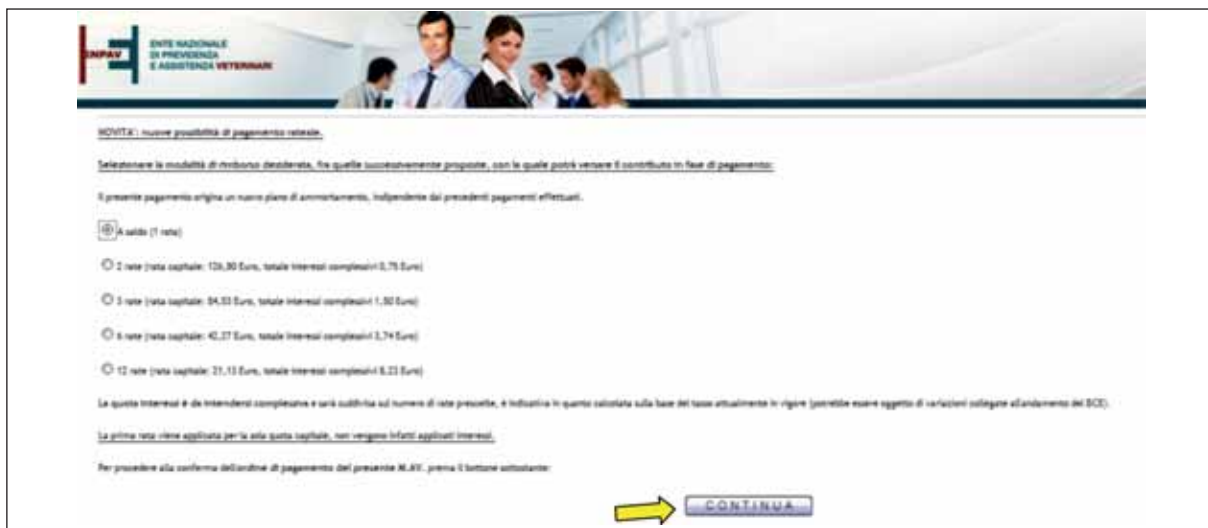 ENPAV
ENTE NAZIONALE
DI PREVIDENZA
E ASSISTENZA VETERINARI
NOVITA': nuove possibilità di pagamento rateale.
Selezionare la modalità di rimborso desiderata, fra quelle successivamente proposte, con la quale potrà versare il contributo in fase di pagamento:
Il presente pagamento origina un nuovo piano di ammortamento, indipendente dai precedenti pagamenti effettuati.
A saldo (1 rata)
2 rate (rata capitale: 126,80 Euro, totale interessi complessivi 0,75 Euro)
3 rate (rata capitale: 84,53 Euro, totale interessi complessivi 1,50 Euro)
6 rate (rata capitale: 42,27 Euro, totale interessi complessivi 3,74 Euro)
12 rate (rata capitale: 21,13 Euro, totale interessi complessivi 8,23 Euro)
La quota interessi è da intendersi complessiva e sarà suddivisa sul numero di rate prescelte, è indicativa in quanto calcolata sulla base del tasso attualmente in vigore (potrebbe essere oggetto di variazioni collegate all'andamento del BCE).
La prima rata viene applicata per la sola quota capitale, non vengono infatti applicati interessi.
Per procedere alla conferma dell'ordine di pagamento del presente M.AV. prema il bottone sottostante:
CONTINUA